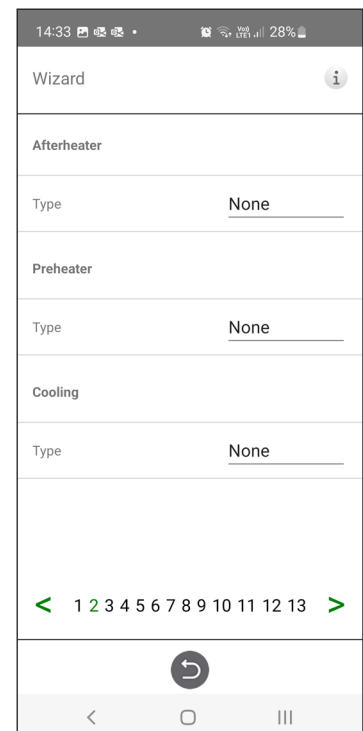 14:33 28%
Wizard i
Afterheater
Type None
Preheater
Type None
Cooling
Type None
< 1 2 3 4 5 6 7 8 9 10 11 12 13 >